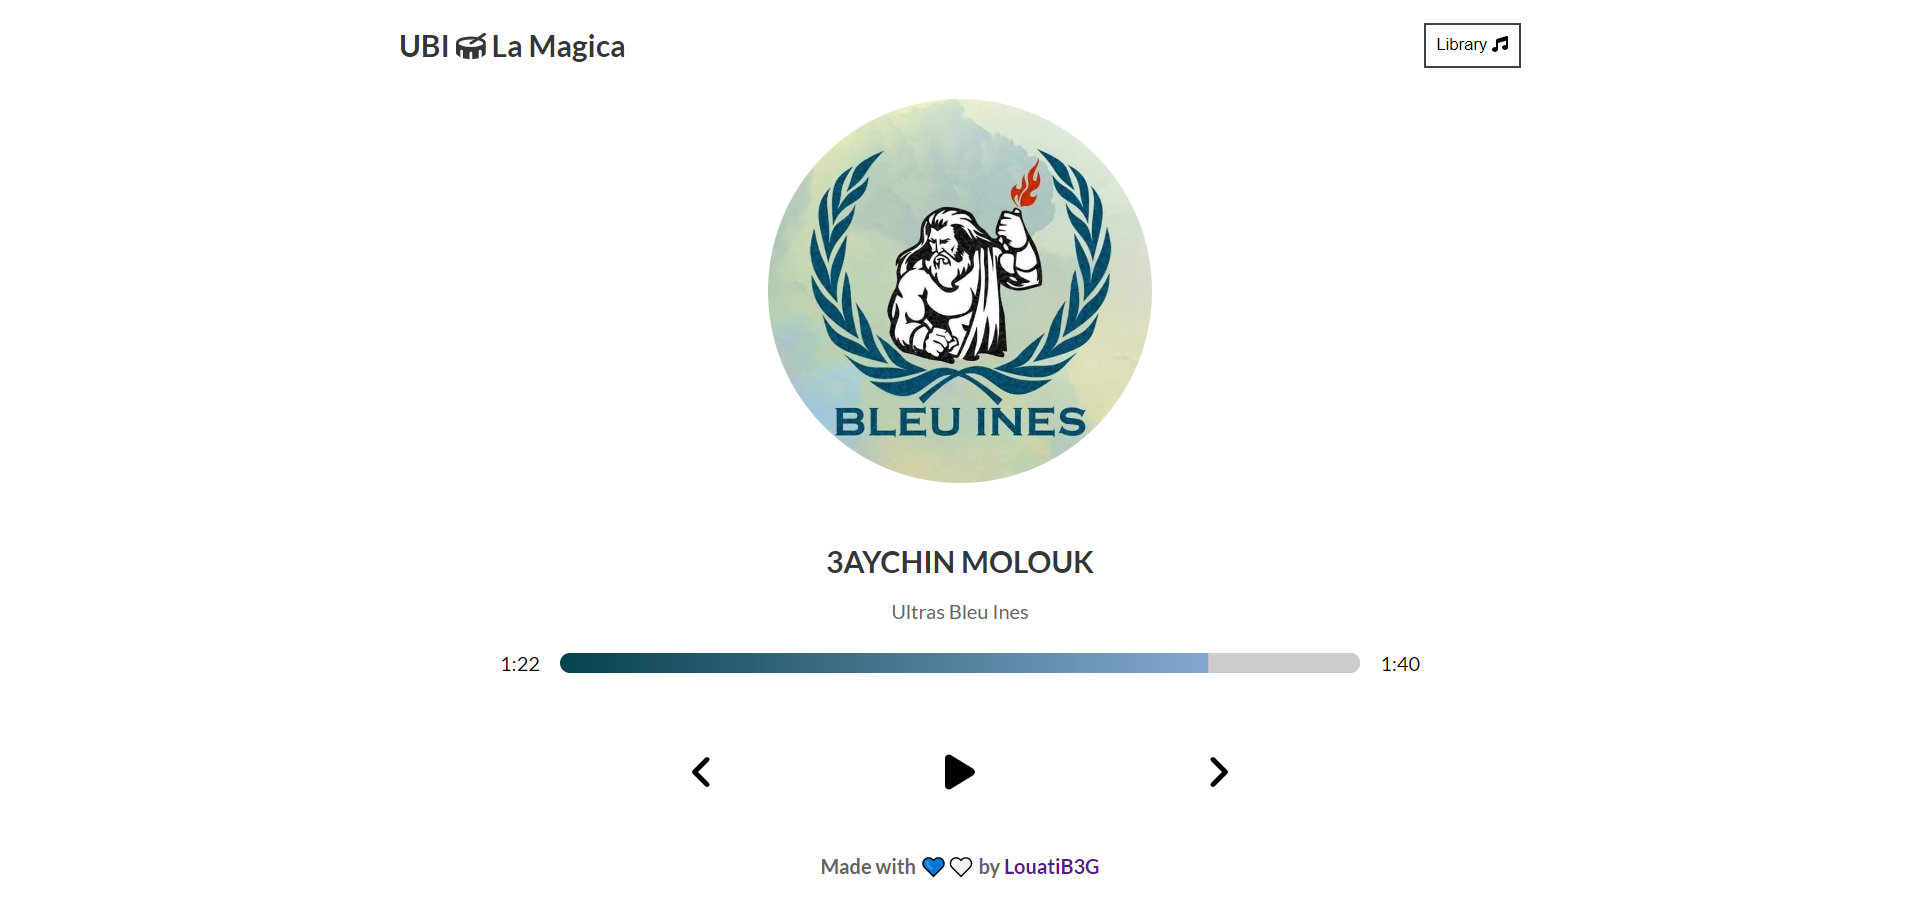 UBI 🥁 La Magica
Library 🎵
BLEU INES
3AYCHIN MOLOUK
Ultras Bleu Ines
1:22
1:40
Made with 💙🤍 by LouatiB3G